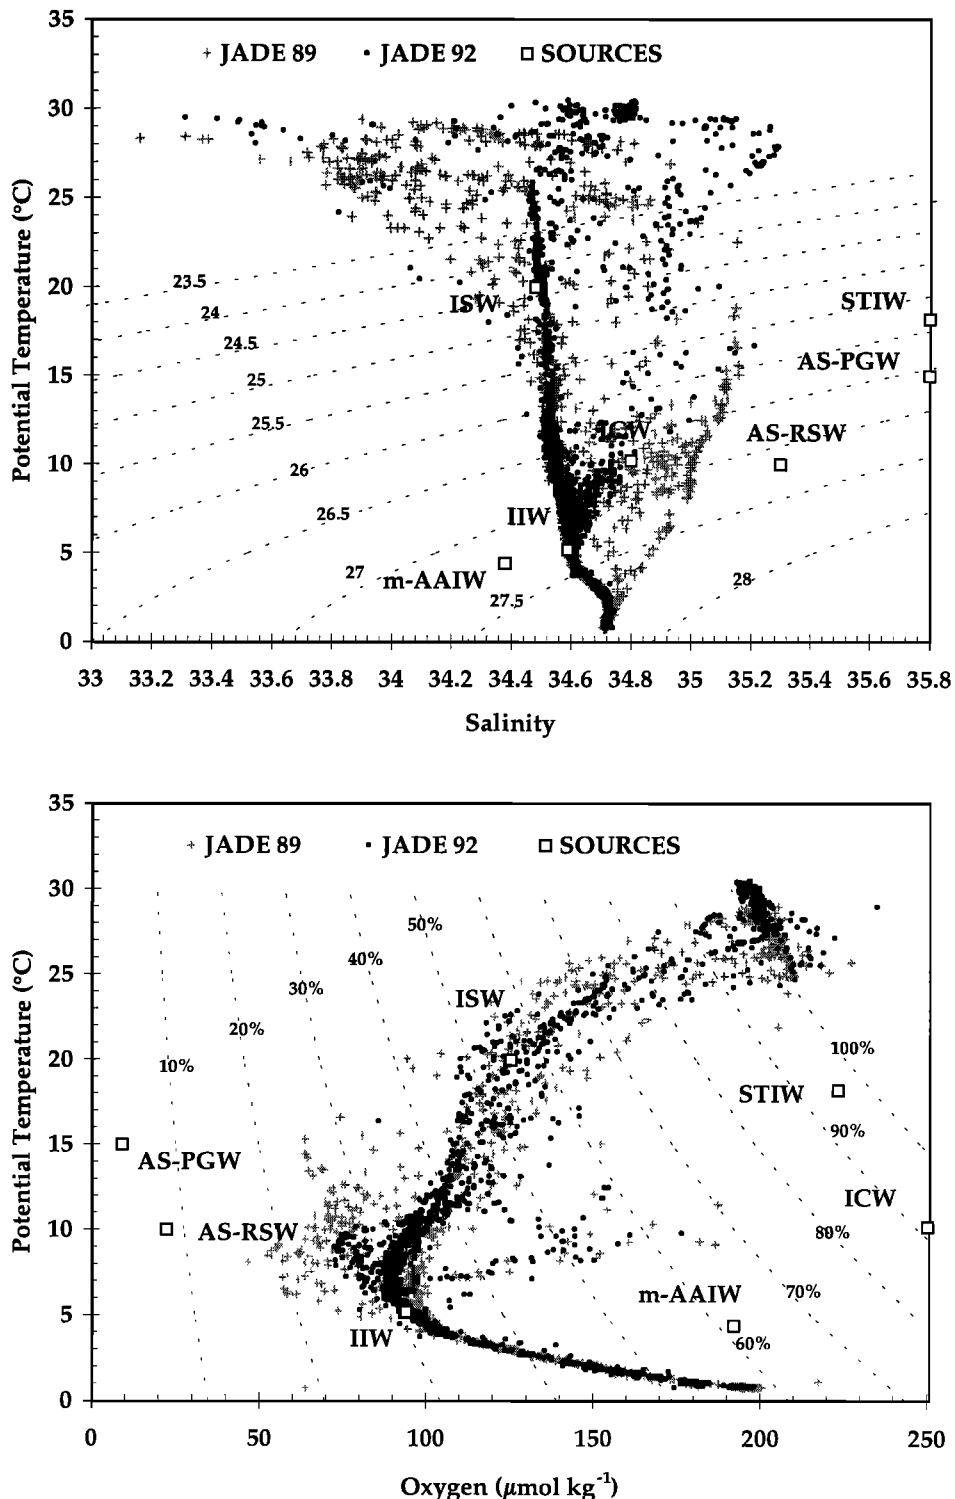 35
+ JADE 89 • JADE 92 □ SOURCES
30
25
20
15
10
5
0
Potential Temperature (°C)
23.5
24
24.5
25
25.5
26
26.5
27
27.5
28
ISW
STIW
AS-PGW
ICW
AS-RSW
IIW
m-AAIW
33 33.2 33.4 33.6 33.8 34 34.2 34.4 34.6 34.8 35 35.2 35.4 35.6 35.8
Salinity
35
+ JADE 89 ▪ JADE 92 □ SOURCES
30
25
20
15
10
5
0
Potential Temperature (°C)
50%
40%
30%
20%
10%
100%
90%
80%
70%
60%
ISW
STIW
AS-PGW
ICW
AS-RSW
m-AAIW
IIW
0 50 100 150 200 250
Oxygen (μmol kg⁻¹)